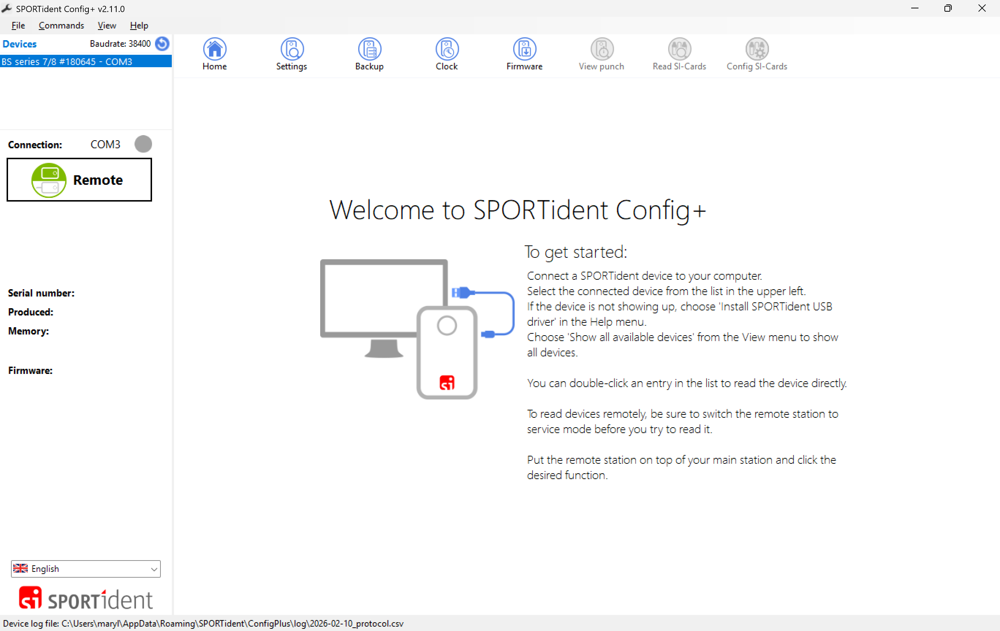 SPORTident Config+ v2.11.0
File Commands View Help
Devices Baudrate: 38400
BS series 7/8 #180645 - COM3
Home Settings Backup Clock Firmware View punch Read SI-Cards Config SI-Cards
Connection: COM3
Remote
Serial number:
Produced:
Memory:
Firmware:
Welcome to SPORTident Config+
To get started:
Connect a SPORTident device to your computer.
Select the connected device from the list in the upper left.
If the device is not showing up, choose 'Install SPORTident USB
driver' in the Help menu.
Choose 'Show all available devices' from the View menu to show
all devices.
You can double-click an entry in the list to read the device directly.
To read devices remotely, be sure to switch the remote station to
service mode before you try to read it.
Put the remote station on top of your main station and click the
desired function.
si
English
si SPORTident
Device log file: C:\Users\maryl\AppData\Roaming\SPORTident\ConfigPlus\log\2026-02-10_protocol.csv